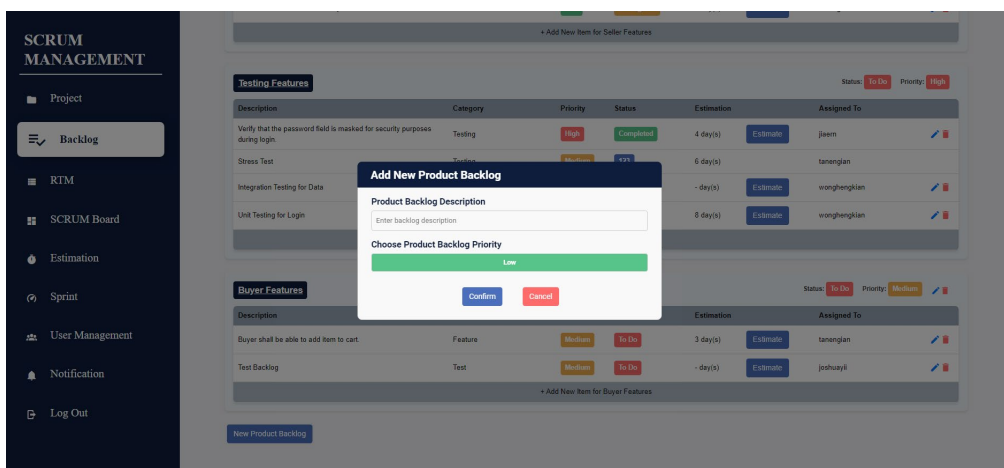 SCRUM
MANAGEMENT
Project
Backlog
RTM
SCRUM Board
Estimation
Sprint
User Management
Notification
Log Out
+ Add New Item for Seller Features
Testing Features
Status: To Do Priority: High
Description Category Priority Status Estimation Assigned To
Verify that the password field is masked for security purposes
during login.
Testing High Completed 4 day(s) Estimate jiaern
Stress Test Testing Medium 123 6 day(s) tanengian
Integration Testing for Data - day(s) Estimate wonghengkian
Unit Testing for Login 8 day(s) Estimate wonghengkian
Add New Product Backlog
Product Backlog Description
Enter backlog description
Choose Product Backlog Priority
Low
Confirm Cancel
Buyer Features
Status: To Do Priority: Medium
Description Estimation Assigned To
Buyer shall be able to add item to cart. Feature Medium To Do 3 day(s) Estimate tanengian
Test Backlog Test Medium To Do - day(s) Estimate joshuayii
+ Add New Item for Buyer Features
New Product Backlog